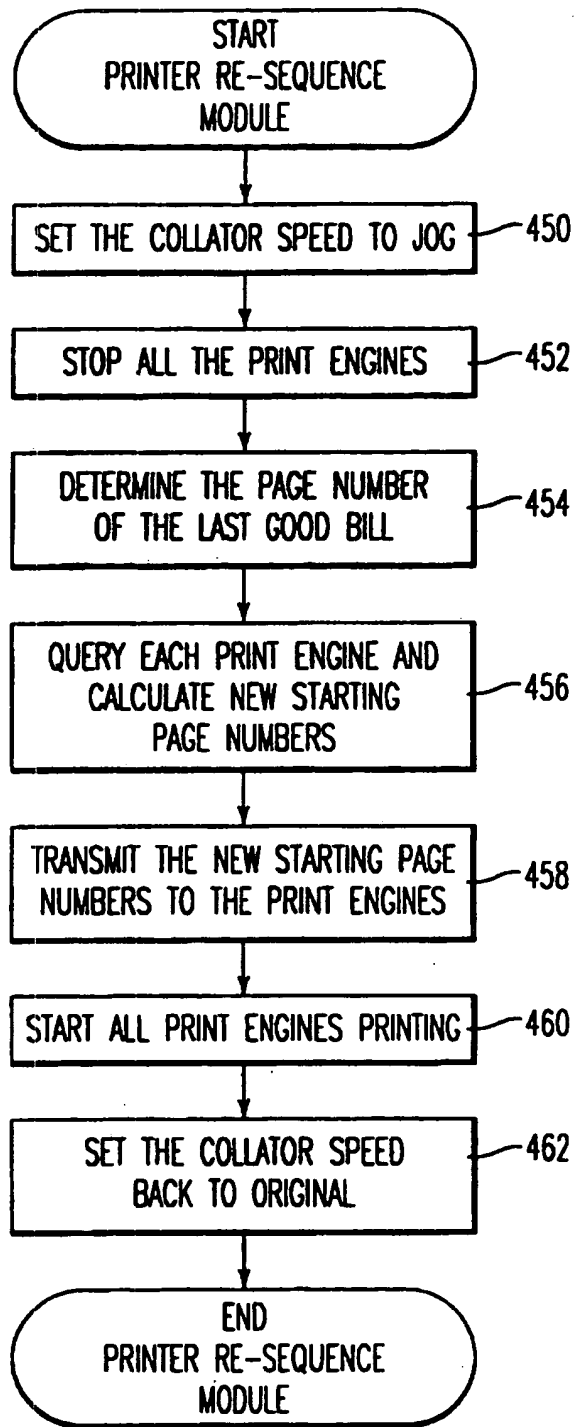 START
PRINTER RE-SEQUENCE
MODULE
SET THE COLLATOR SPEED TO JOG
450
STOP ALL THE PRINT ENGINES
452
DETERMINE THE PAGE NUMBER
OF THE LAST GOOD BILL
454
QUERY EACH PRINT ENGINE AND
CALCULATE NEW STARTING
PAGE NUMBERS
456
TRANSMIT THE NEW STARTING PAGE
NUMBERS TO THE PRINT ENGINES
458
START ALL PRINT ENGINES PRINTING
460
SET THE COLLATOR SPEED
BACK TO ORIGINAL
462
END
PRINTER RE-SEQUENCE
MODULE